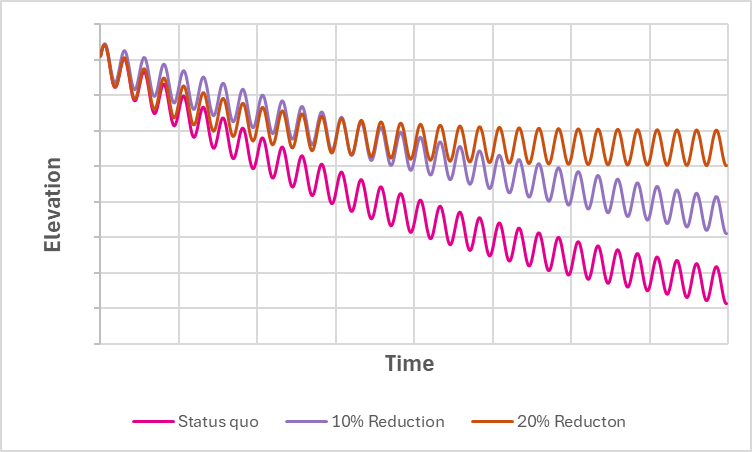 Elevation
Time
Status quo
10% Reduction
20% Reducton